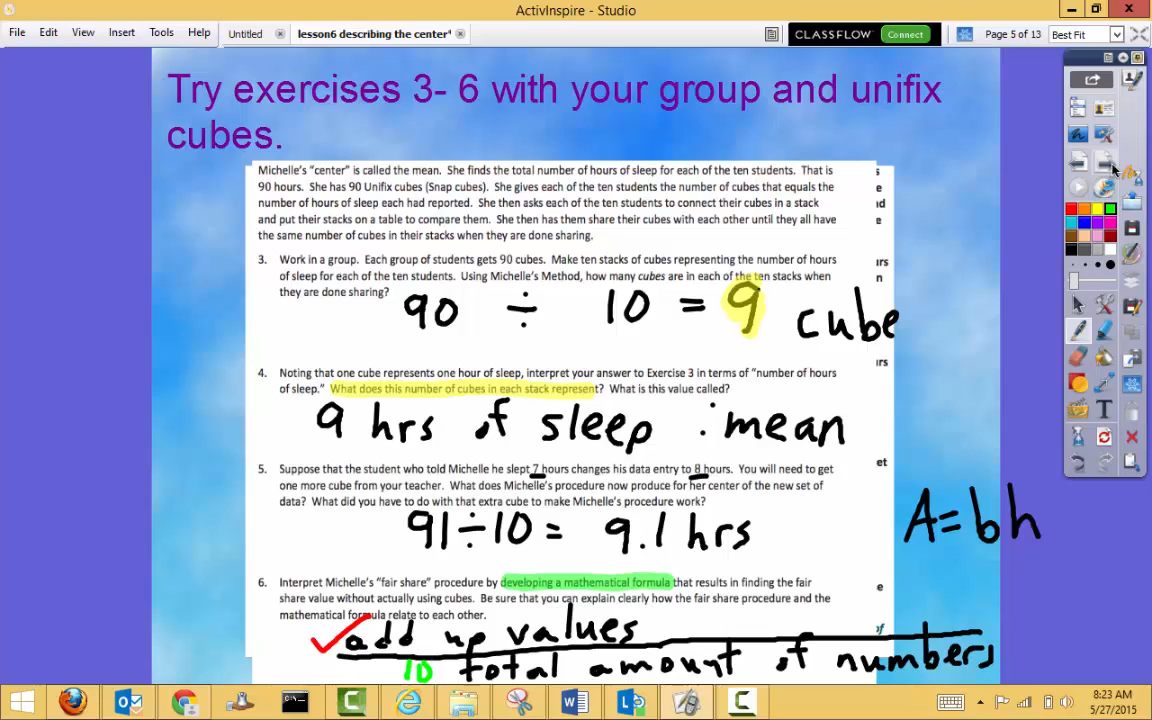 ActivInspire - Studio
File Edit View Insert Tools Help Untitled lesson6 describing the center' CLASSFLOW Connect Page 5 of 13 Best Fit
Try exercises 3- 6 with your group and unifix
cubes.
Michelle's "center" is called the mean. She finds the total number of hours of sleep for each of the ten students. That is
90 hours. She has 90 Unifix cubes (Snap cubes). She gives each of the ten students the number of cubes that equals the
number of hours of sleep each had reported. She then asks each of the ten students to connect their cubes in a stack
and put their stacks on a table to compare them. She then has them share their cubes with each other until they all have
the same number of cubes in their stacks when they are done sharing.
3. Work in a group. Each group of students gets 90 cubes. Make ten stacks of cubes representing the number of hours
of sleep for each of the ten students. Using Michelle's Method, how many cubes are in each of the ten stacks when
they are done sharing?
90 ÷ 10 = 9 cube
4. Noting that one cube represents one hour of sleep, interpret your answer to Exercise 3 in terms of "number of hours
of sleep." What does this number of cubes in each stack represent? What is this value called?
9 hrs of sleep : mean
5. Suppose that the student who told Michelle he slept 7 hours changes his data entry to 8 hours. You will need to get
one more cube from your teacher. What does Michelle's procedure now produce for her center of the new set of
data? What did you have to do with that extra cube to make Michelle's procedure work?
91÷10 = 9.1 hrs
A=bh
6. Interpret Michelle's "fair share" procedure by developing a mathematical formula that results in finding the fair
share value without actually using cubes. Be sure that you can explain clearly how the fair share procedure and the
mathematical formula relate to each other.
add up values
10 total amount of numbers
8:23 AM
5/27/2015